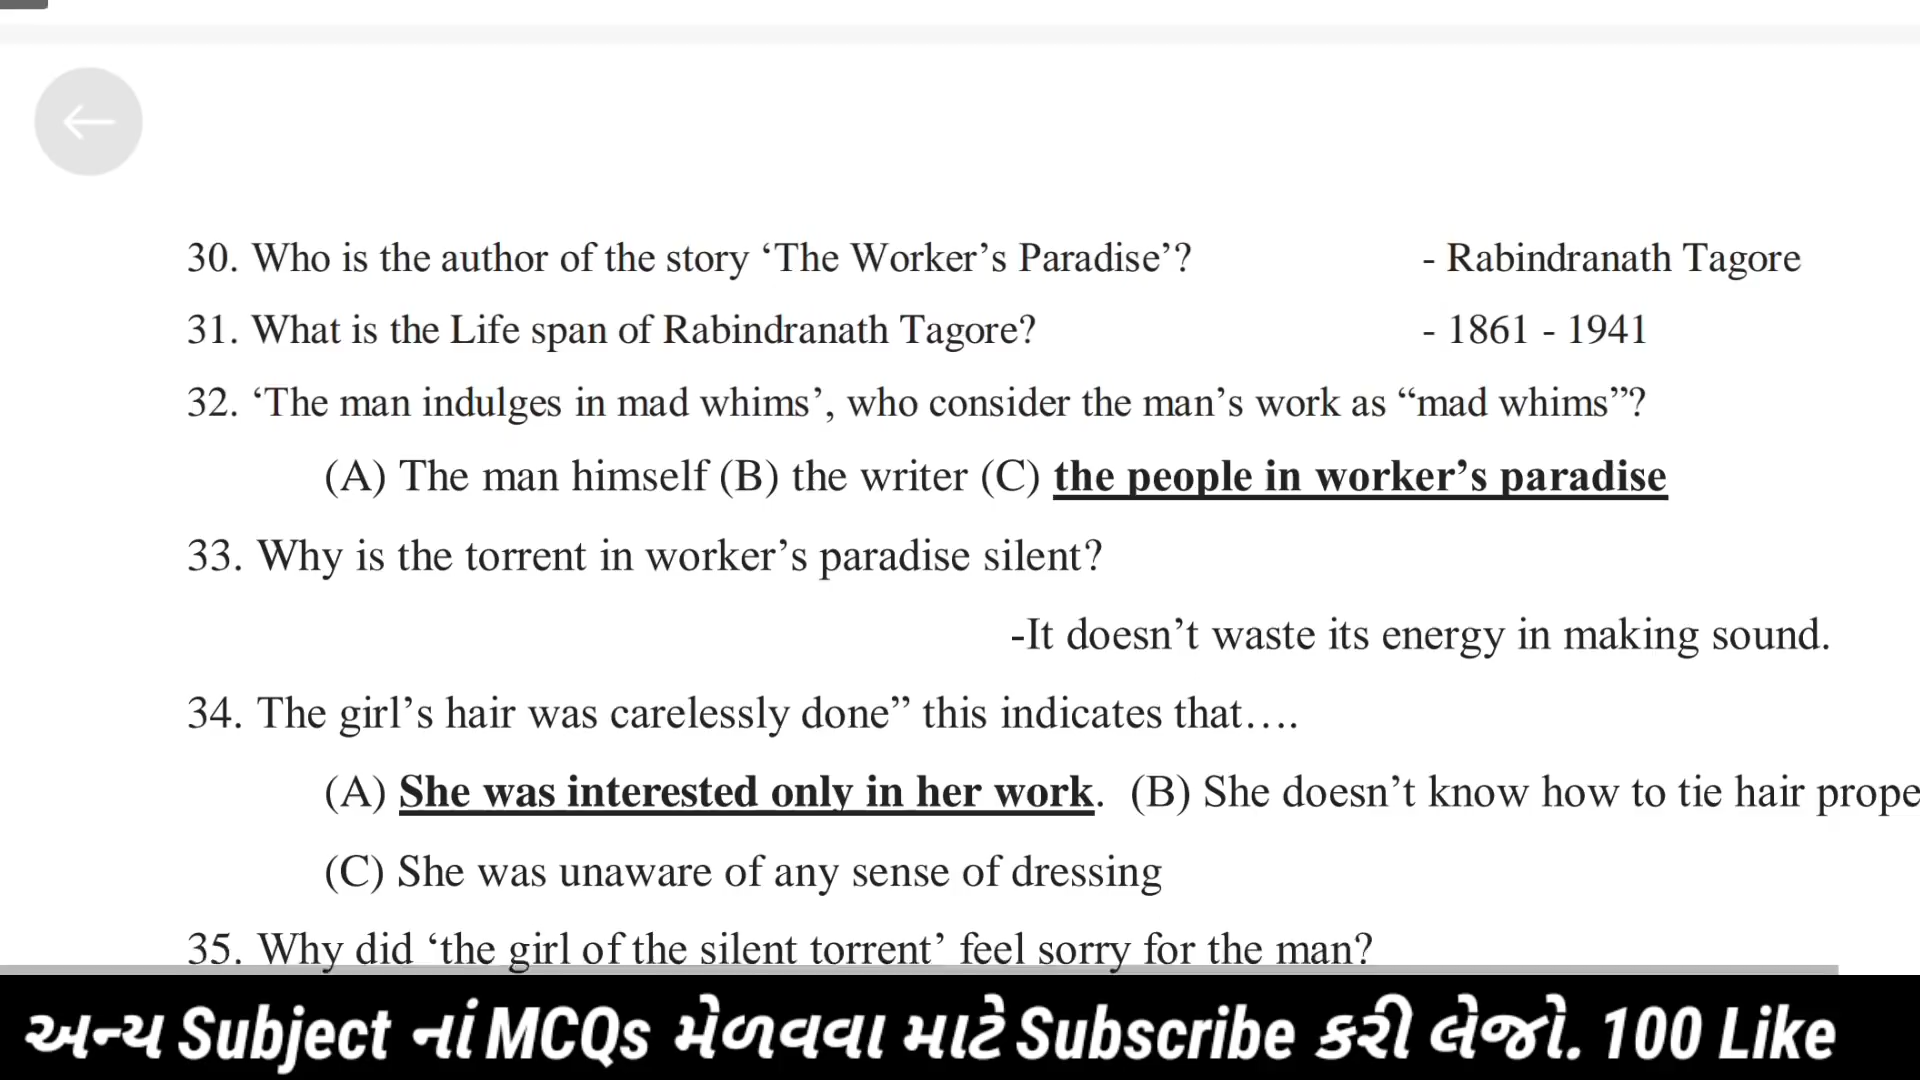 30. Who is the author of the story ‘The Worker’s Paradise’? - Rabindranath Tagore
31. What is the Life span of Rabindranath Tagore? - 1861 - 1941
32. ‘The man indulges in mad whims’, who consider the man’s work as “mad whims”?
(A) The man himself (B) the writer (C) the people in worker’s paradise
33. Why is the torrent in worker’s paradise silent?
-It doesn’t waste its energy in making sound.
34. The girl’s hair was carelessly done” this indicates that….
(A) She was interested only in her work. (B) She doesn’t know how to tie hair prope
(C) She was unaware of any sense of dressing
35. Why did ‘the girl of the silent torrent’ feel sorry for the man?
અન્ય Subject નાં MCQs મેળવવા માટે Subscribe કરી લેજો. 100 Like